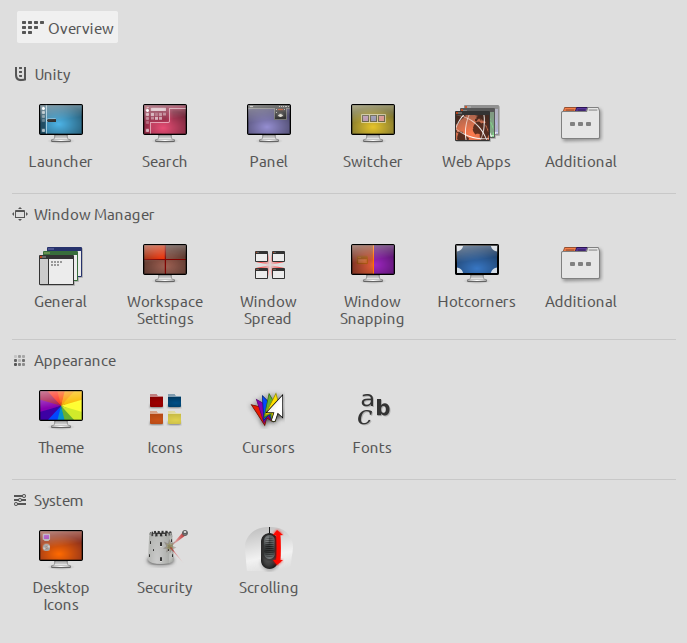 Overview
Unity
Launcher Search Panel Switcher Web Apps Additional
Window Manager
General Workspace Settings Window Spread Window Snapping Hotcorners Additional
Appearance
Theme Icons Cursors Fonts
System
Desktop Icons Security Scrolling